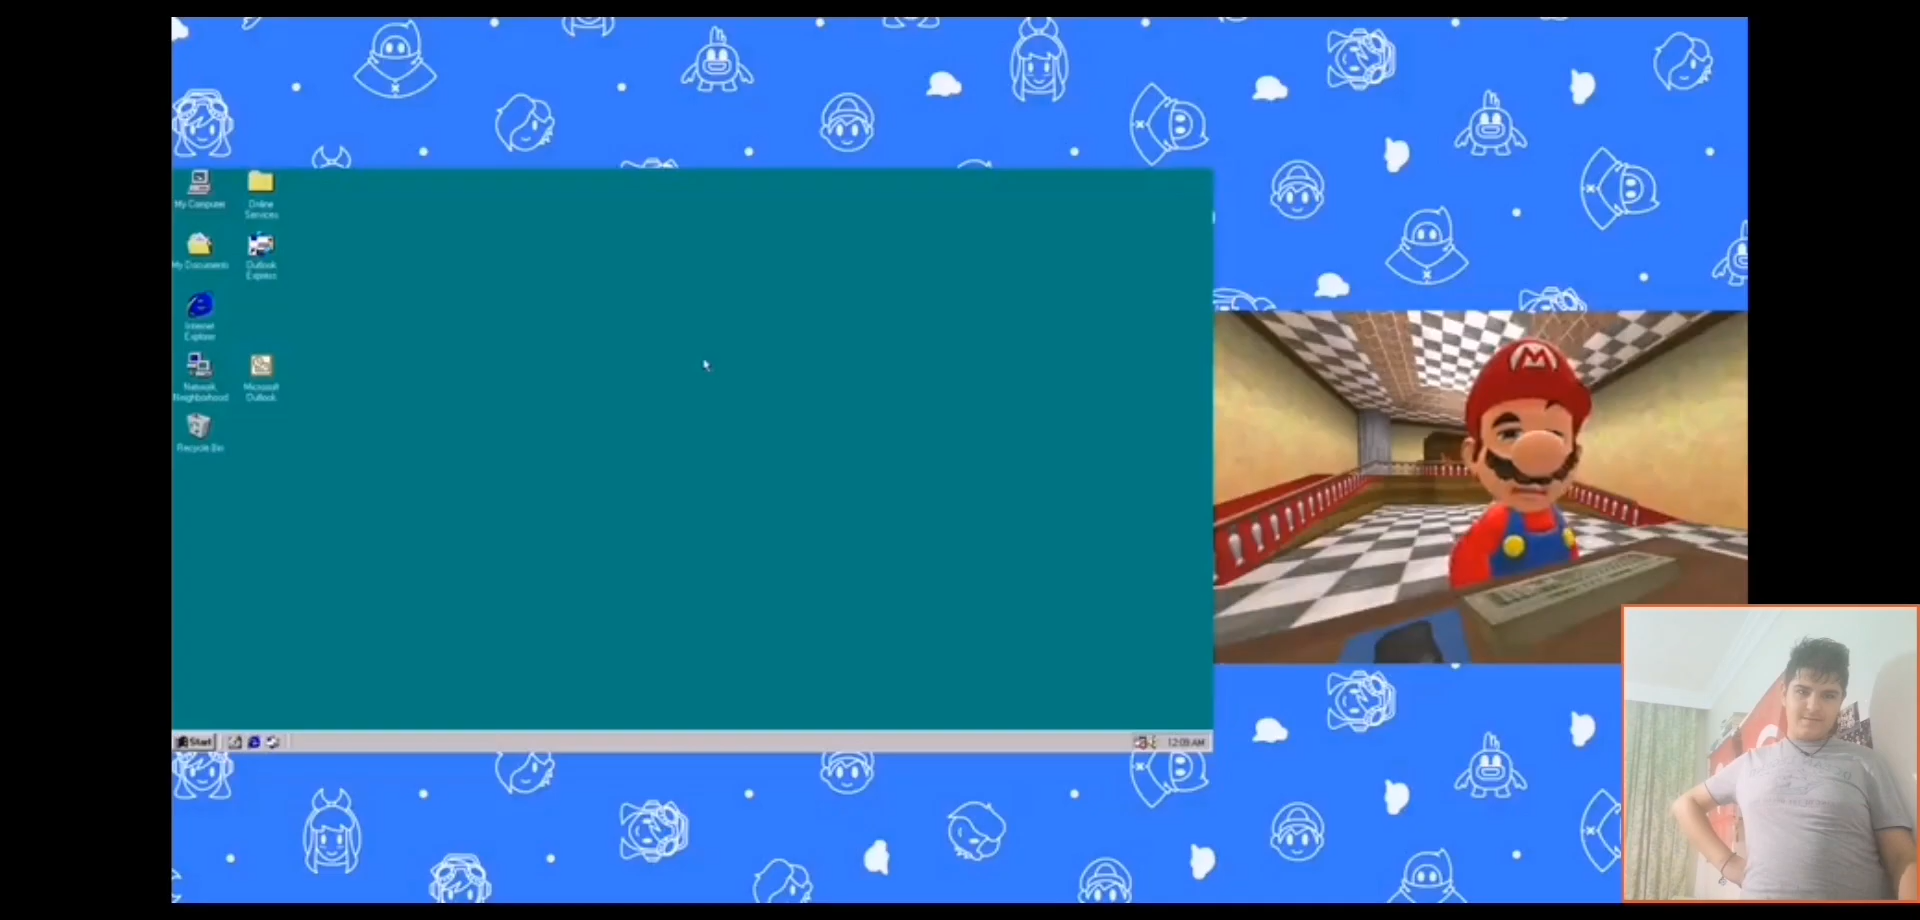 My Computer
Online
Services
My Documents
Outlook
Express
Internet
Explorer
Network
Neighborhood
Microsoft
Outlook
Recycle Bin
Start
12:09 AM
M